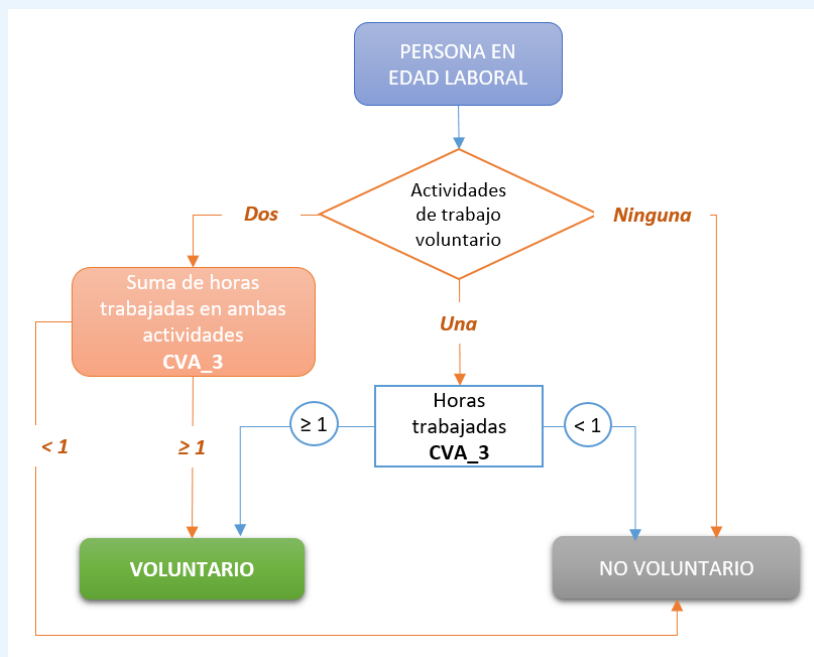 PERSONA EN
EDAD LABORAL
Actividades
de trabajo
voluntario
Dos
Ninguna
Suma de horas
trabajadas en ambas
actividades
CVA_3
Una
Horas
trabajadas
CVA_3
≥ 1
< 1
< 1
≥ 1
VOLUNTARIO
NO VOLUNTARIO